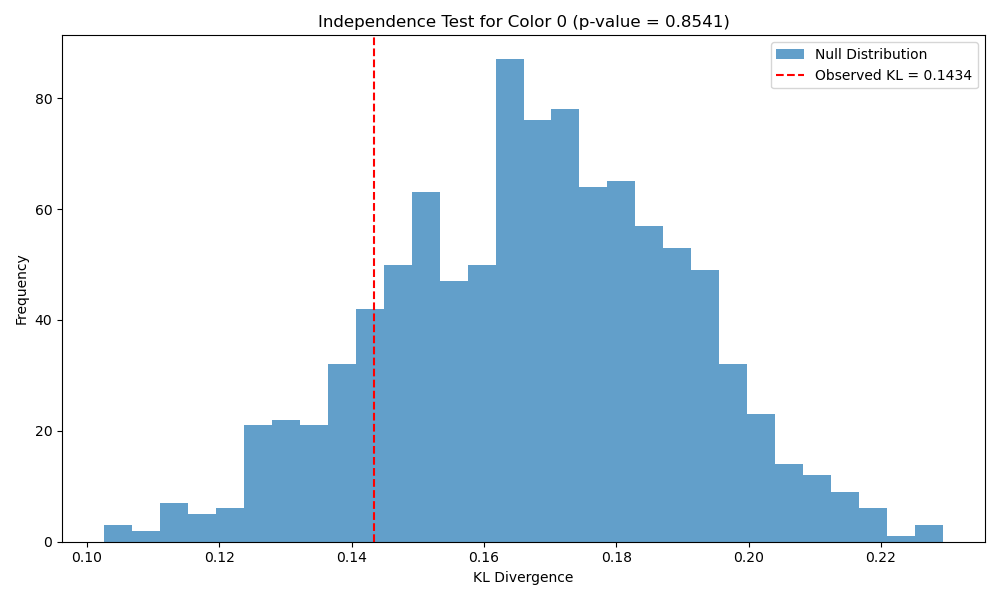 Independence Test for Color 0 (p-value = 0.8541)
Null Distribution
Observed KL = 0.1434
Frequency
80
60
40
20
0
0.10 0.12 0.14 0.16 0.18 0.20 0.22
KL Divergence